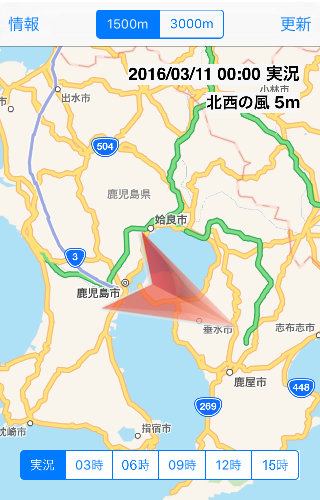 情報 1500m 3000m 更新
2016/03/11 00:00 実況
小林市
北西の風 5m
出水市
504
鹿児島県
姶良市
3
鹿児島市
垂水市
志布志市
鹿屋市
448
269
枕崎市
指宿市
実況 03時 06時 09時 12時 15時